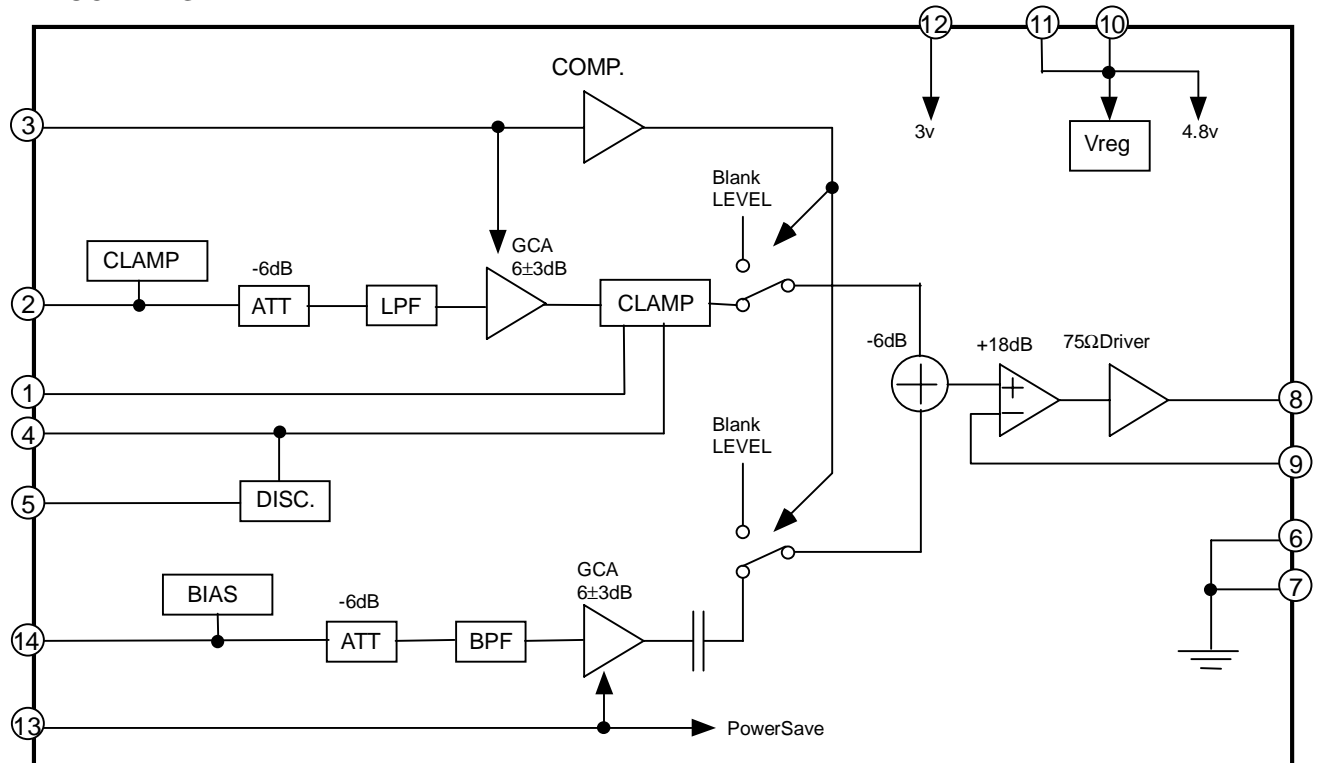 12
11
10
COMP.
3
3v
Vreg
4.8v
Blank
LEVEL
CLAMP
GCA
6±3dB
-6dB
2
ATT
LPF
CLAMP
-6dB
+18dB
75ΩDriver
1
8
4
Blank
LEVEL
9
5
DISC.
6
GCA
6±3dB
7
BIAS
-6dB
14
ATT
BPF
13
PowerSave